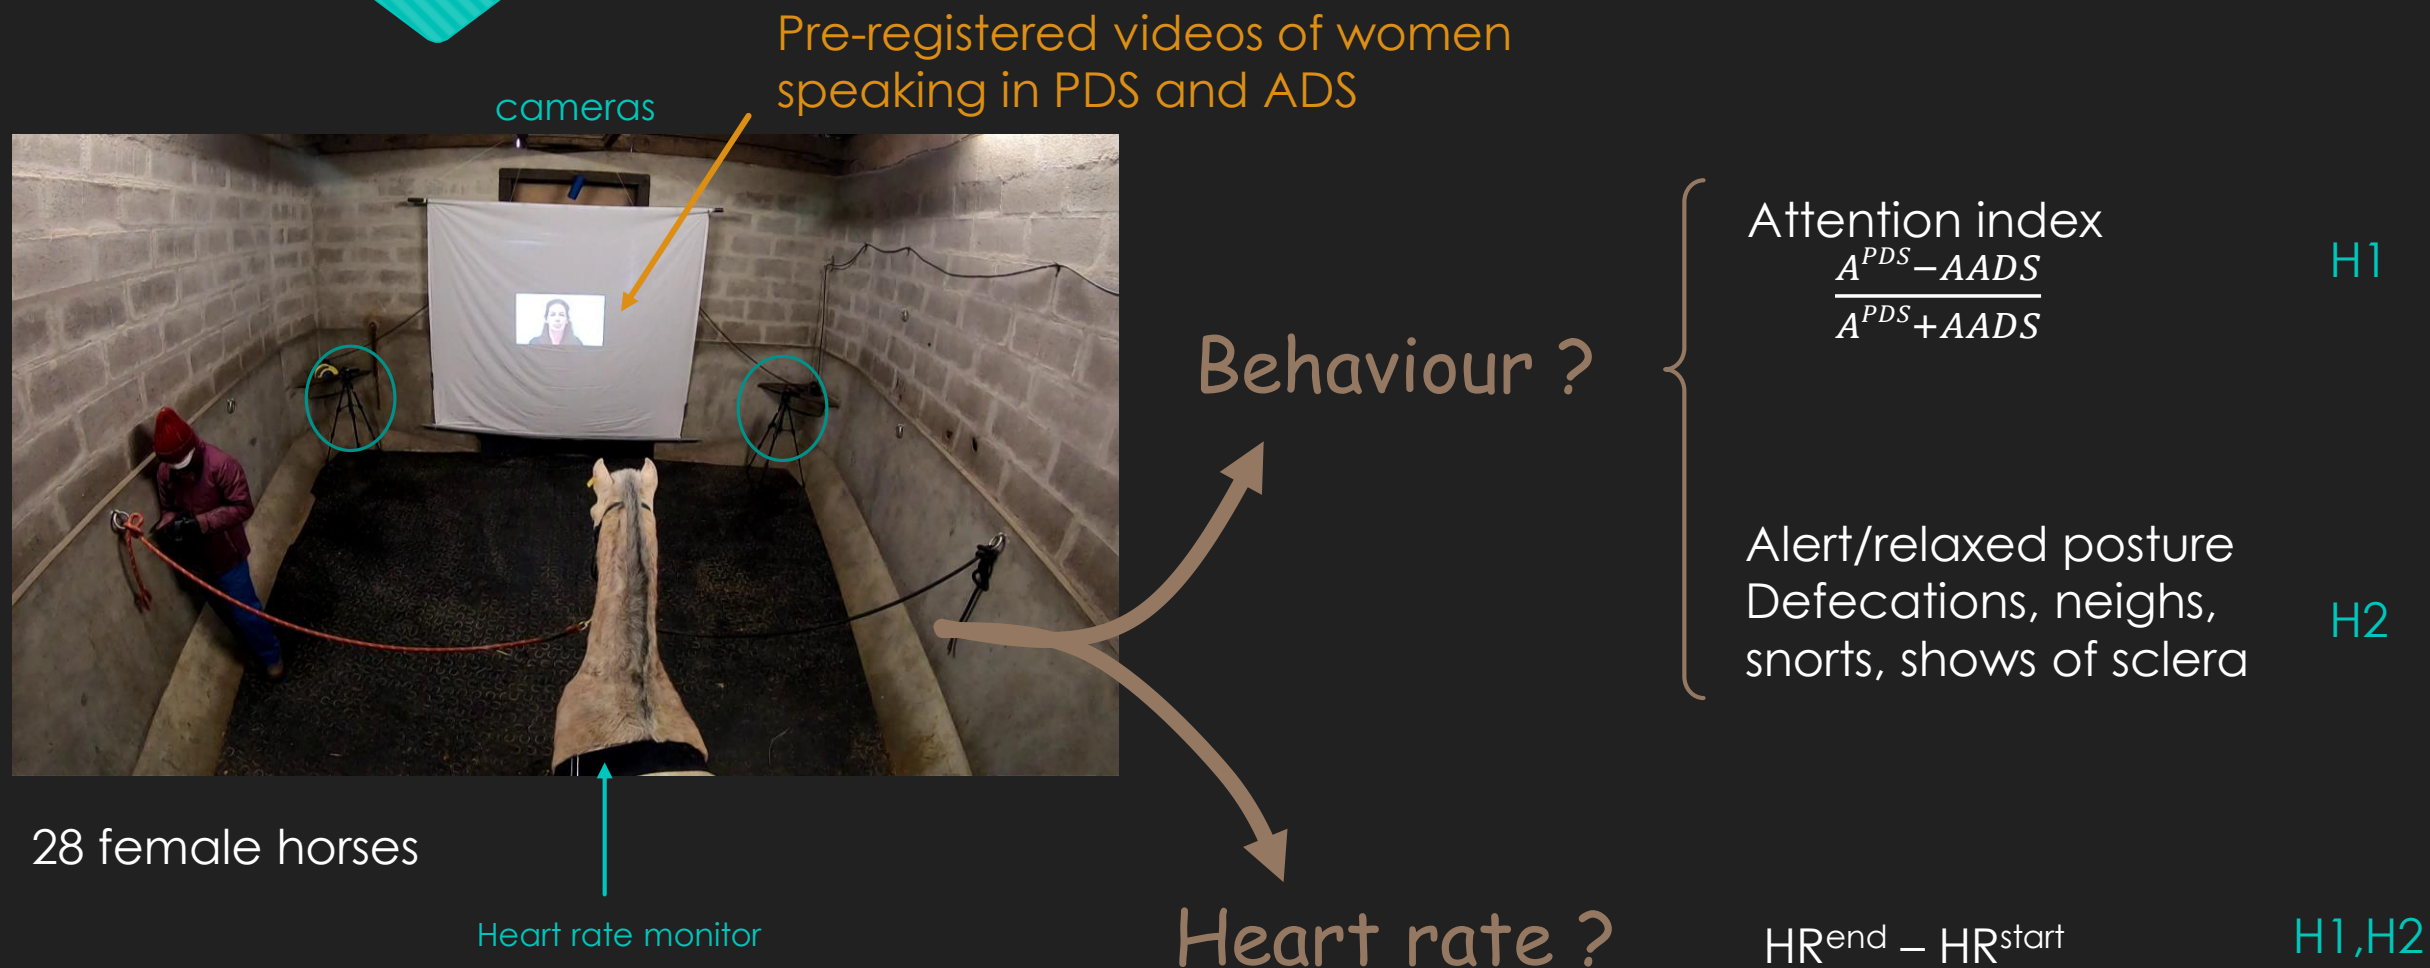 Pre-registered videos of women
speaking in PDS and ADS
cameras
Attention index
A^PDS−AADS
A^PDS+AADS
H1
Behaviour ?
Alert/relaxed posture
Defecations, neighs,
snorts, shows of sclera
H2
28 female horses
Heart rate monitor
Heart rate ?
HR^end – HR^start
H1,H2